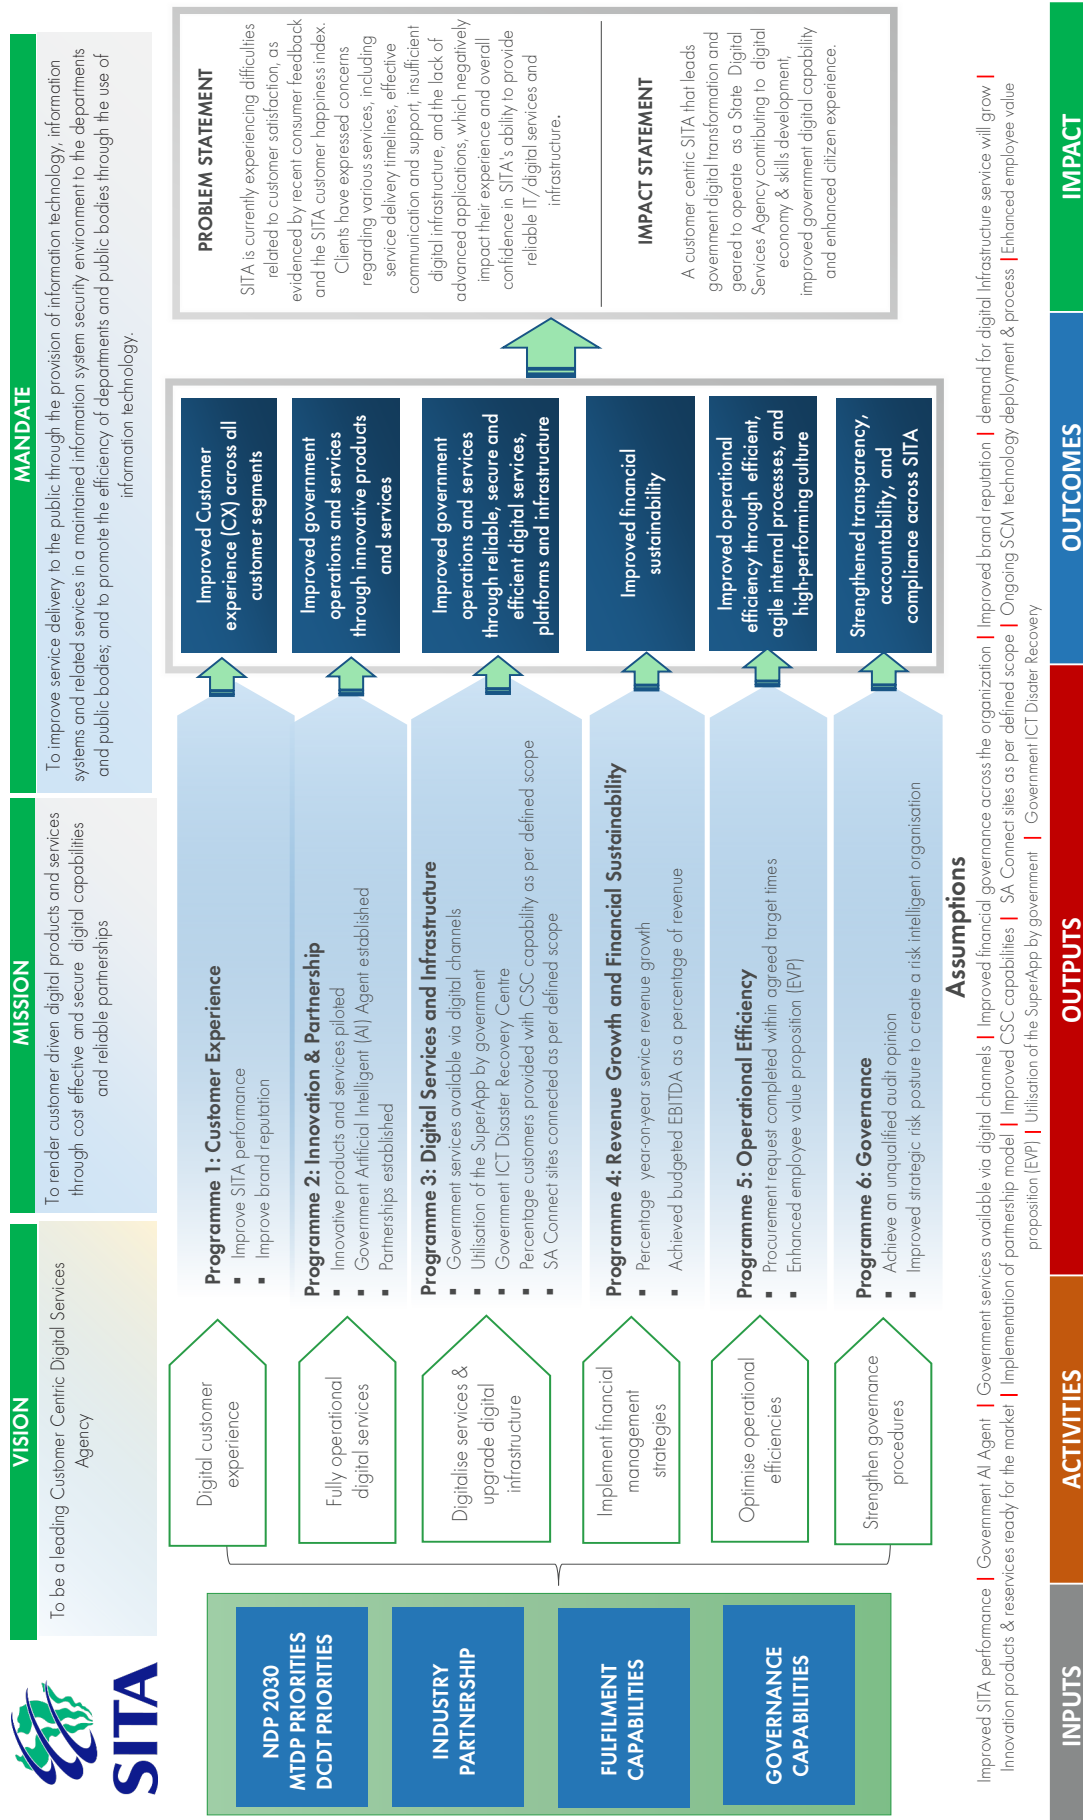 SITA
VISION
To be a leading Customer Centric Digital Services
Agency
MISSION
To render customer driven digital products and services
through cost effective and secure digital capabilities
and reliable partnerships
MANDATE
To improve service delivery to the public through the provision of information technology, information
systems and related services in a maintained information system security environment to the departments
and public bodies; and to promote the efficiency of departments and public bodies through the use of
information technology.
NDP 2030
MTDP PRIORITIES
DCDT PRIORITIES
INDUSTRY
PARTNERSHIP
FULFILMENT
CAPABILITIES
GOVERNANCE
CAPABILITIES
Digital customer
experience
Fully operational
digital services
Digitalise services &
upgrade digital
infrastructure
Implement financial
management
strategies
Optimise operational
efficiencies
Strengthen governance
procedures
Programme 1: Customer Experience
▪ Improve SITA performance
▪ Improve brand reputation
Programme 2: Innovation & Partnership
▪ Innovative products and services piloted
▪ Government Artificial Intelligent (AI) Agent established
▪ Partnerships established
Programme 3: Digital Services and Infrastructure
▪ Government services available via digital channels
▪ Utilisation of the SuperApp by government
▪ Government ICT Disaster Recovery Centre
▪ Percentage customers provided with CSC capability as per defined scope
▪ SA Connect sites connected as per defined scope
Programme 4: Revenue Growth and Financial Sustainability
▪ Percentage year-on-year service revenue growth
▪ Achieved budgeted EBITDA as a percentage of revenue
Programme 5: Operational Efficiency
▪ Procurement request completed within agreed target times
▪ Enhanced employee value proposition (EVP)
Programme 6: Governance
▪ Achieve an unqualified audit opinion
▪ Improved strategic risk posture to create a risk intelligent organisation
Improved Customer
experience (CX) across all
customer segments
Improved government
operations and services
through innovative products
and services
Improved government
operations and services
through reliable, secure and
efficient digital services,
platforms and infrastructure
Improved financial
sustainability
Improved operational
efficiency through efficient,
agile internal processes, and
high-performing culture
Strengthened transparency,
accountability, and
compliance across SITA
PROBLEM STATEMENT
SITA is currently experiencing difficulties
related to customer satisfaction, as
evidenced by recent consumer feedback
and the SITA customer happiness index.
Clients have expressed concerns
regarding various services, including
service delivery timelines, effective
communication and support, insufficient
digital infrastructure, and the lack of
advanced applications, which negatively
impact their experience and overall
confidence in SITA's ability to provide
reliable IT/digital services and
infrastructure.
IMPACT STATEMENT
A customer centric SITA that leads
government digital transformation and
geared to operate as a State Digital
Services Agency contributing to digital
economy & skills development,
improved government digital capability
and enhanced citizen experience.
Assumptions
Improved SITA performance | Government AI Agent | Government services available via digital channels | Improved financial governance across the organization | Improved brand reputation | demand for digital Infrastructure service will grow |
Innovation products & reservices ready for the market | Implementation of partnership model | Improved CSC capabilities | SA Connect sites as per defined scope | Ongoing SCM technology deployment & process | Enhanced employee value
proposition (EVP) | Utilisation of the SuperApp by government | Government ICT Disater Recovery
INPUTS
ACTIVITIES
OUTPUTS
OUTCOMES
IMPACT